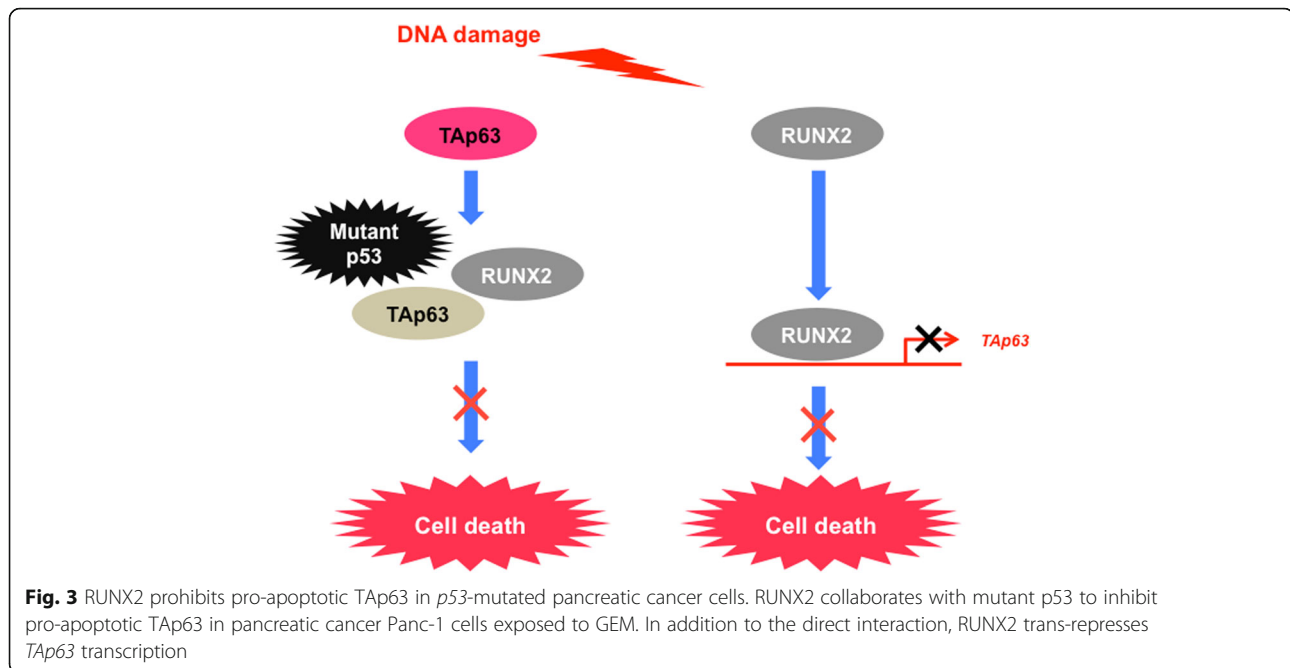 DNA damage
TAp63
RUNX2
Mutant
p53
RUNX2
TAp63
RUNX2
TAp63
Cell death
Cell death
Fig. 3 RUNX2 prohibits pro-apoptotic TAp63 in p53-mutated pancreatic cancer cells. RUNX2 collaborates with mutant p53 to inhibit
pro-apoptotic TAp63 in pancreatic cancer Panc-1 cells exposed to GEM. In addition to the direct interaction, RUNX2 trans-represses
TAp63 transcription